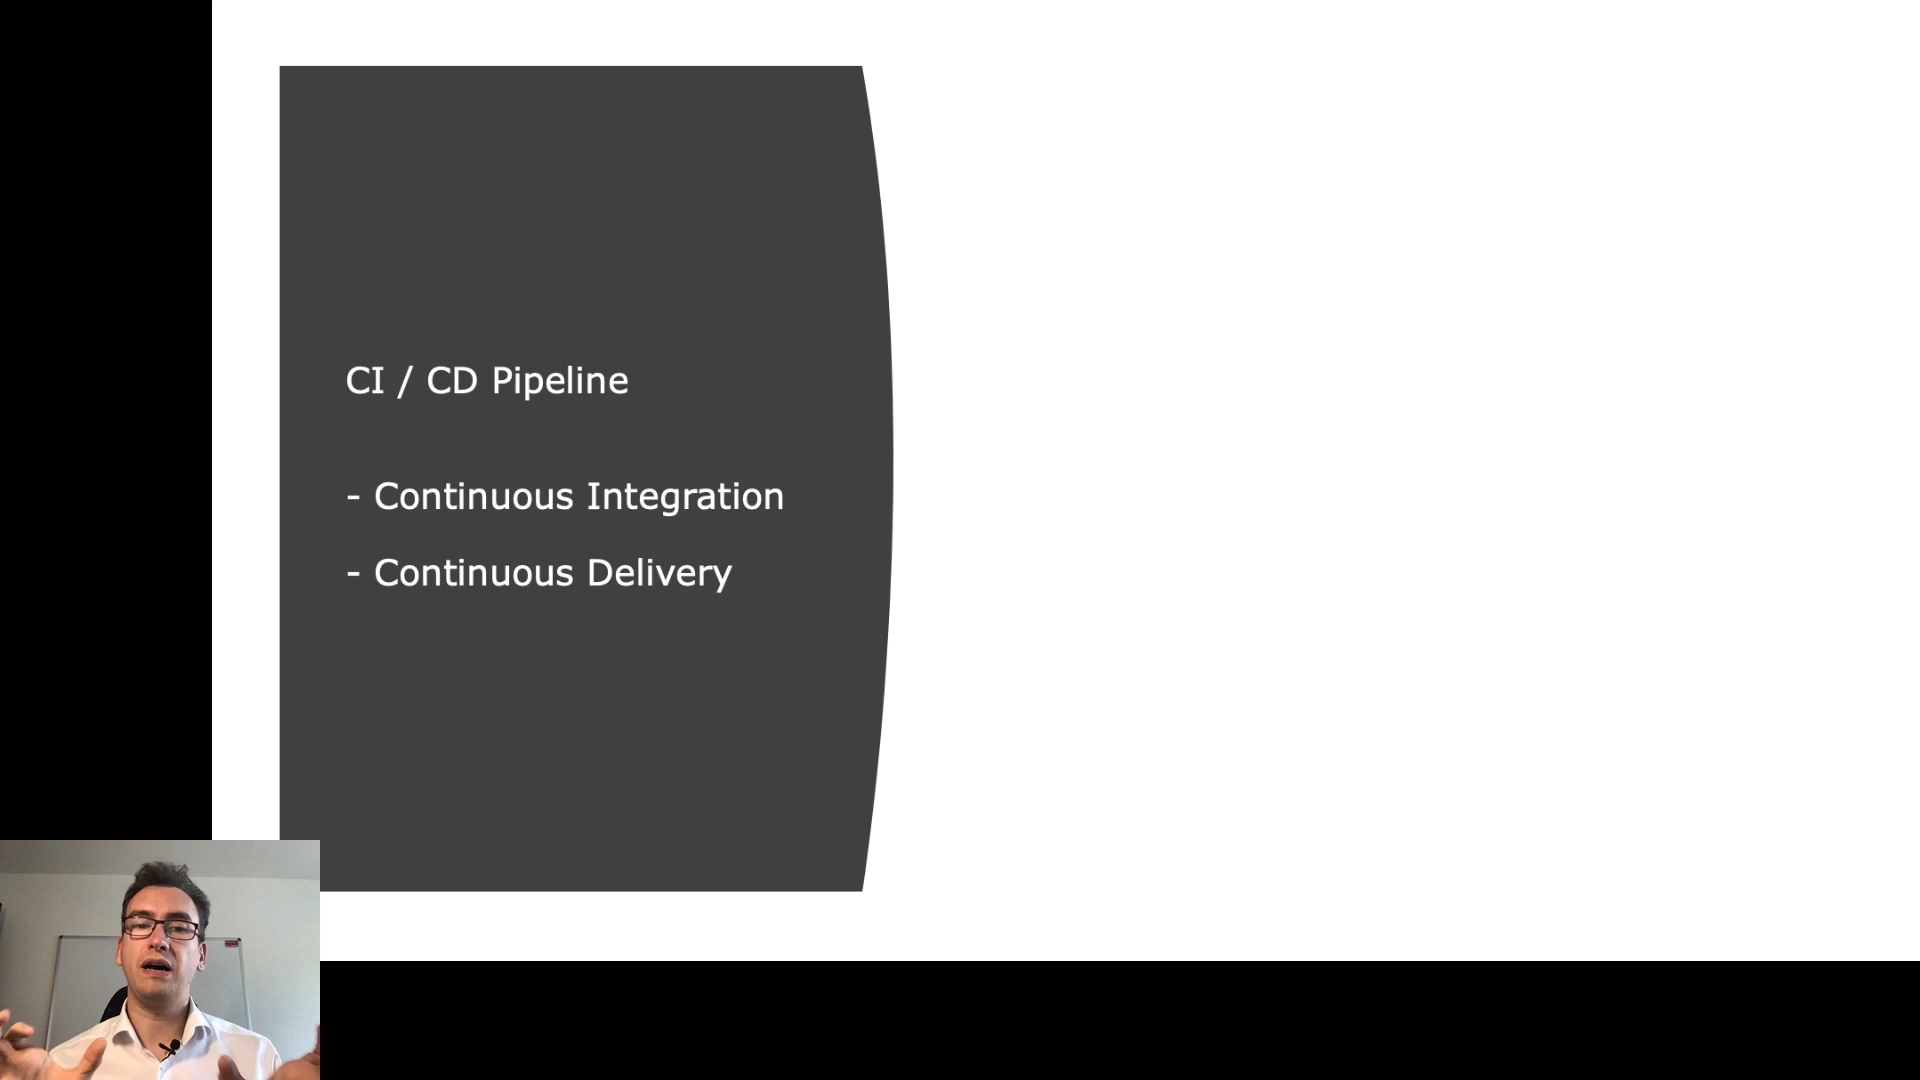 CI / CD Pipeline
- Continuous Integration
- Continuous Delivery